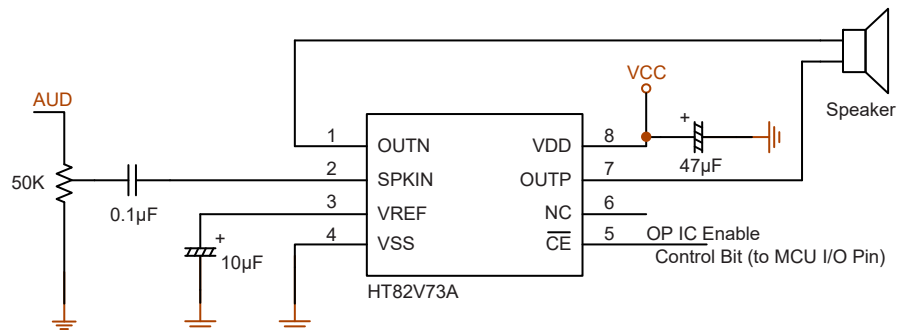 AUD
50K
0.1µF
10µF
+
1
2
3
4
OUTN
SPKIN
VREF
VSS
VDD
OUTP
NC
CE
8
7
6
5
HT82V73A
VCC
+
47µF
Speaker
OP IC Enable
Control Bit (to MCU I/O Pin)